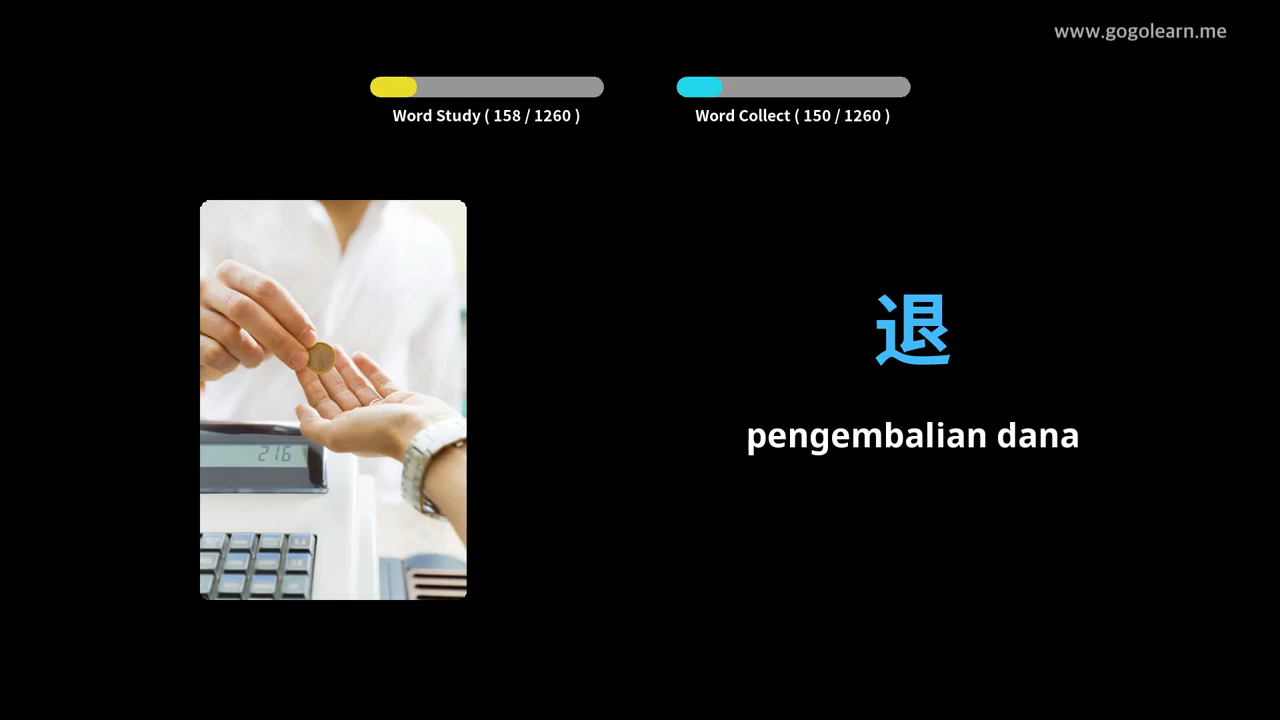 www.gogolearn.me
Word Study ( 158 / 1260 )
Word Collect ( 150 / 1260 )
216
退
pengembalian dana